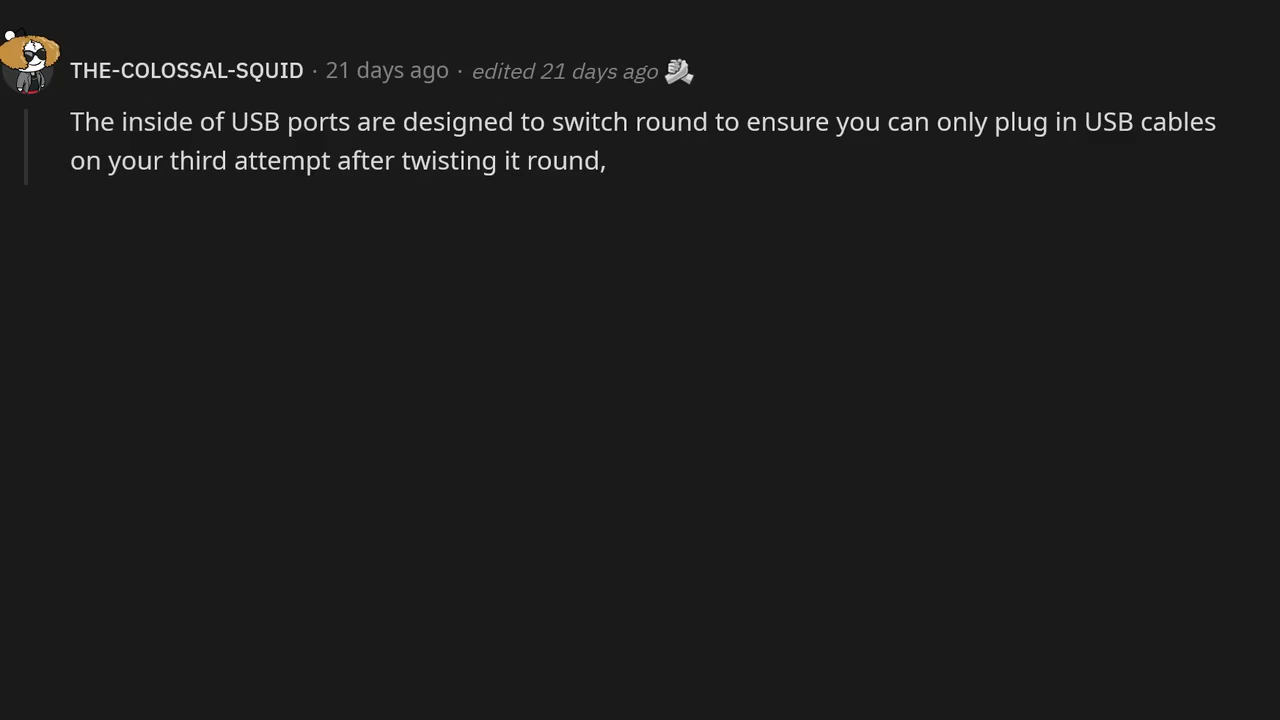 THE-COLOSSAL-SQUID · 21 days ago · edited 21 days ago
The inside of USB ports are designed to switch round to ensure you can only plug in USB cables
on your third attempt after twisting it round,